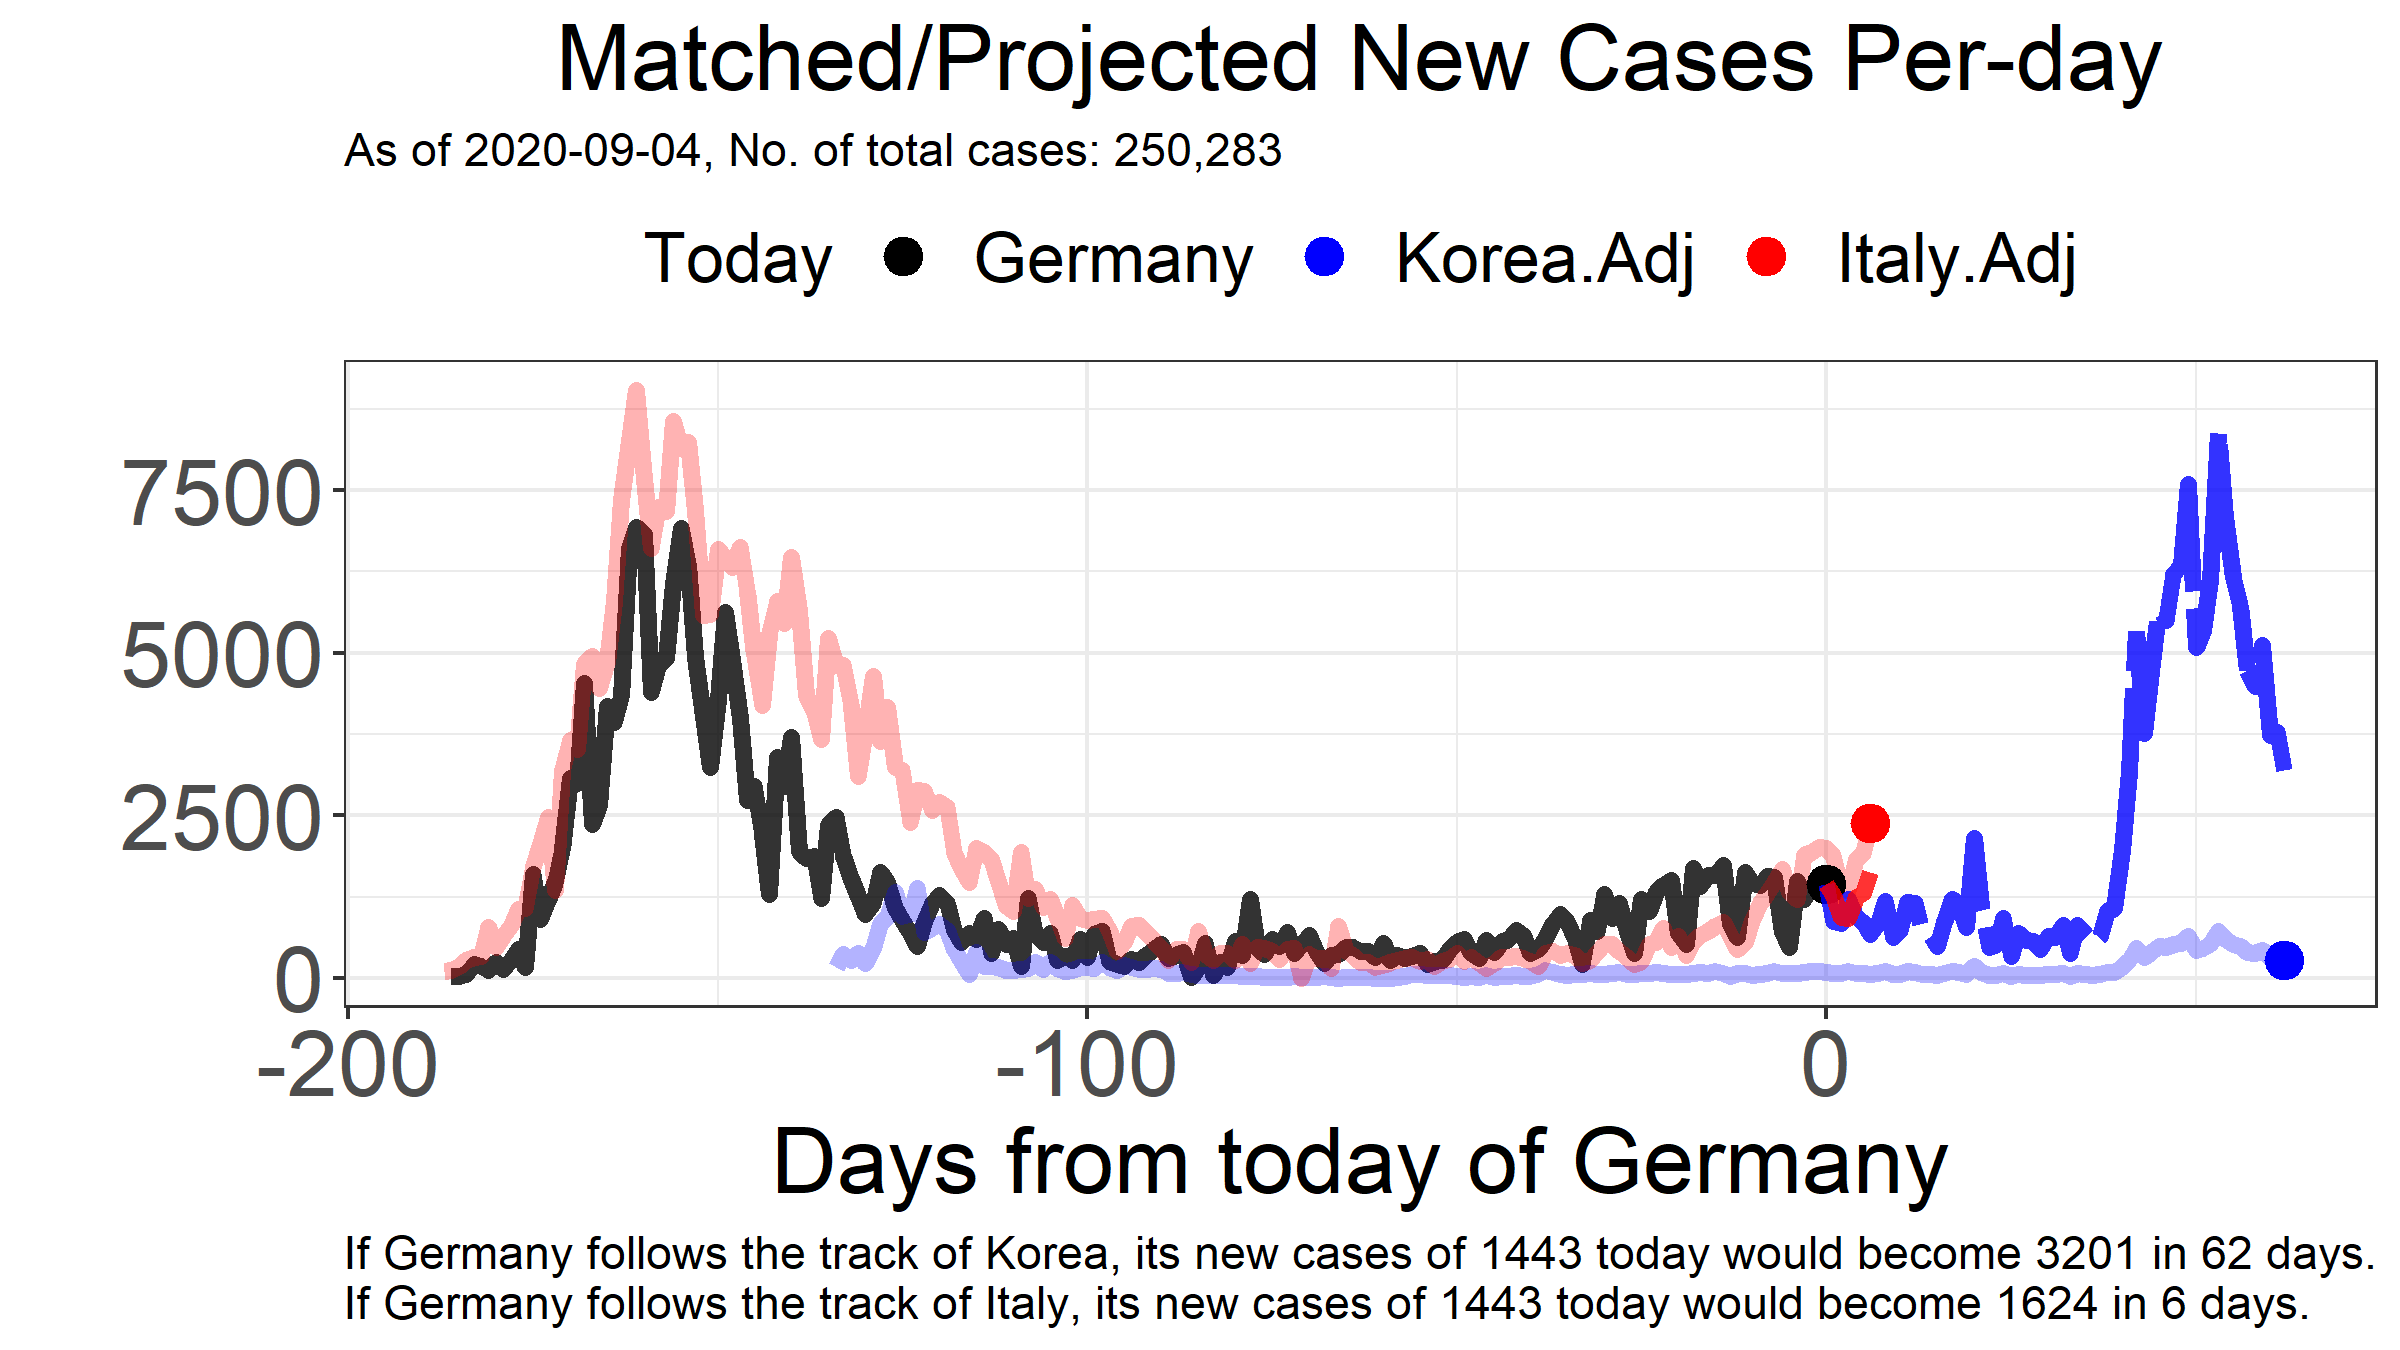 Matched/Projected New Cases Per-day
As of 2020-09-04, No. of total cases: 250,283
Today Germany Korea.Adj Italy.Adj
7500
5000
2500
0
-200 -100 0
Days from today of Germany
If Germany follows the track of Korea, its new cases of 1443 today would become 3201 in 62 days.
If Germany follows the track of Italy, its new cases of 1443 today would become 1624 in 6 days.